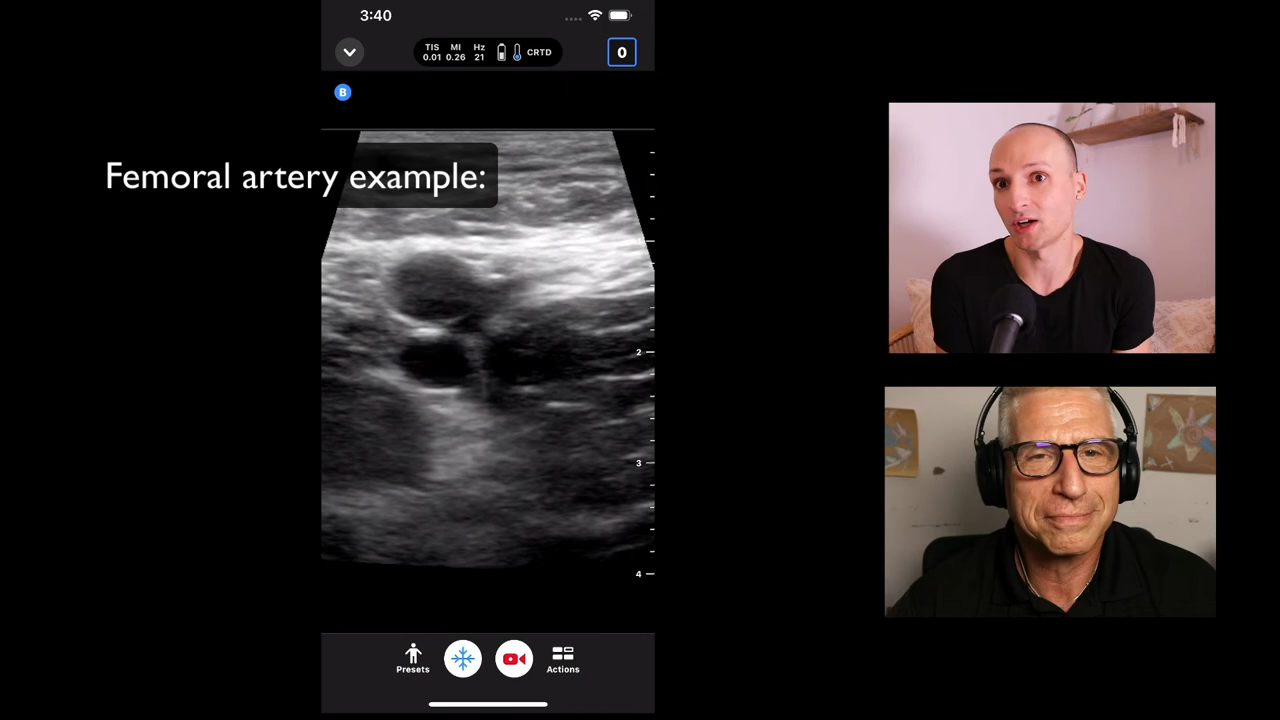 3:40
TIS MI Hz
0.01 0.26 21 CRTD
0
B
Femoral artery example:
2
3
4
Presets
Actions